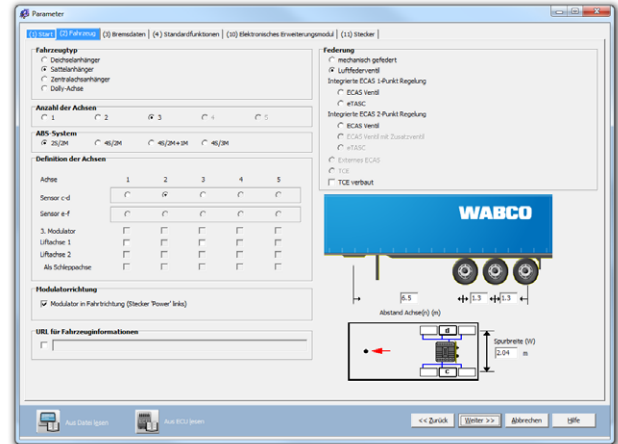 Parameter
(1) Start
(2) Fahrzeug
(3) Bremsdaten
(4) Standardfunktionen
(10) Elektronisches Erweiterungsmodul
(11) Stecker
Fahrzeugtyp
Deichselanhänger
Sattelanhänger
Zentralachsanhänger
Dolly-Achse
Anzahl der Achsen
1 2 3 4 5
ABS-System
2S/2M 4S/2M 4S/2M+1M 4S/3M
Definition der Achsen
Achse 1 2 3 4 5
Sensor c-d
Sensor e-f
3. Modulator
Liftachse 1
Liftachse 2
Als Schleppachse
Modulatorrichtung
Modulator in Fahrtrichtung (Stecker 'Power' links)
URL für Fahrzeuginformationen
Federung
mechanisch gefedert
Luftfederventil
Integrierte ECAS 1-Punkt Regelung
ECAS Ventil
eTASC
Integrierte ECAS 2-Punkt Regelung
ECAS Ventil
ECAS Ventil mit Zusatzventil
eTASC
Externes ECAS
TCE
TCE verbaut
WABCO
6.5 1.3 1.3
Abstand Achse(n) (m)
d
c
Spurbreite (W)
2.04 m
Aus Datei lesen
Aus ECU lesen
<< Zurück
Weiter >>
Abbrechen
Hilfe